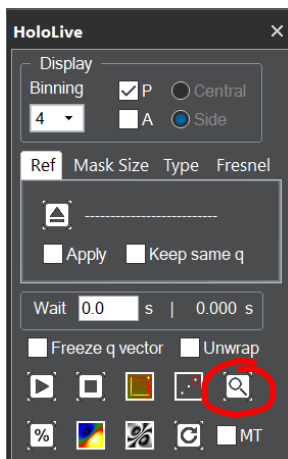 HoloLive ×
Display
Binning P Central
4 A Side
Ref Mask Size Type Fresnel
--------------------------
Apply Keep same q
Wait 0.0 s | 0.000 s
Freeze q vector Unwrap
% % C MT